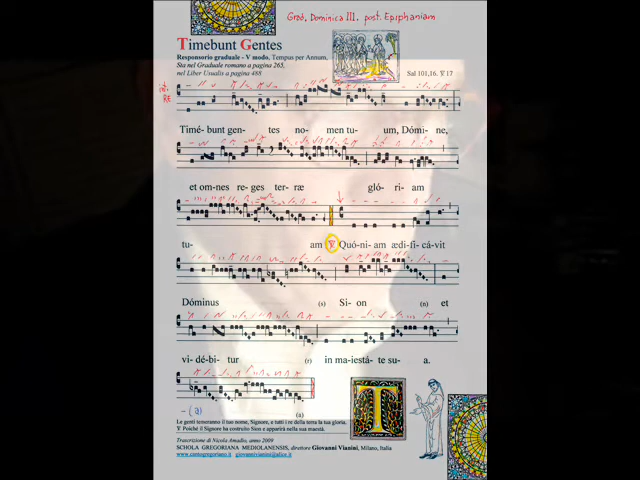 Grad. Dominica III. post. Epiphaniam
Timebunt Gentes
Responsorio graduale - V modo, Tempus per Annum,
Sta nel Graduale romano a pagina 265,
nel Liber Usualis a pagina 488
Sal 101,16. ℣ 17
RE
Timé- bunt gen- tes no- men tu- um, Dómi- ne,
et om- nes re- ges ter- ræ gló- ri- am
tu- am ℣ Quó- ni- am ædi- fi- cá- vit
Dóminus (s) Si- on (n) et
vi- dé- bi- tur (r) in ma- iestá- te su- a.
(a)
T
Le genti temeranno il tuo nome, Signore, e tutti i re della terra la tua gloria.
℣ Poiché il Signore ha costruito Sion e apparirà nella sua maestà.
Trascrizione di Nicola Amadio, anno 2009
SCHOLA GREGORIANA MEDIOLANENSIS, direttore Giovanni Vianini, Milano, Italia
www.cantogregoriano.it giovannivianini@alice.it